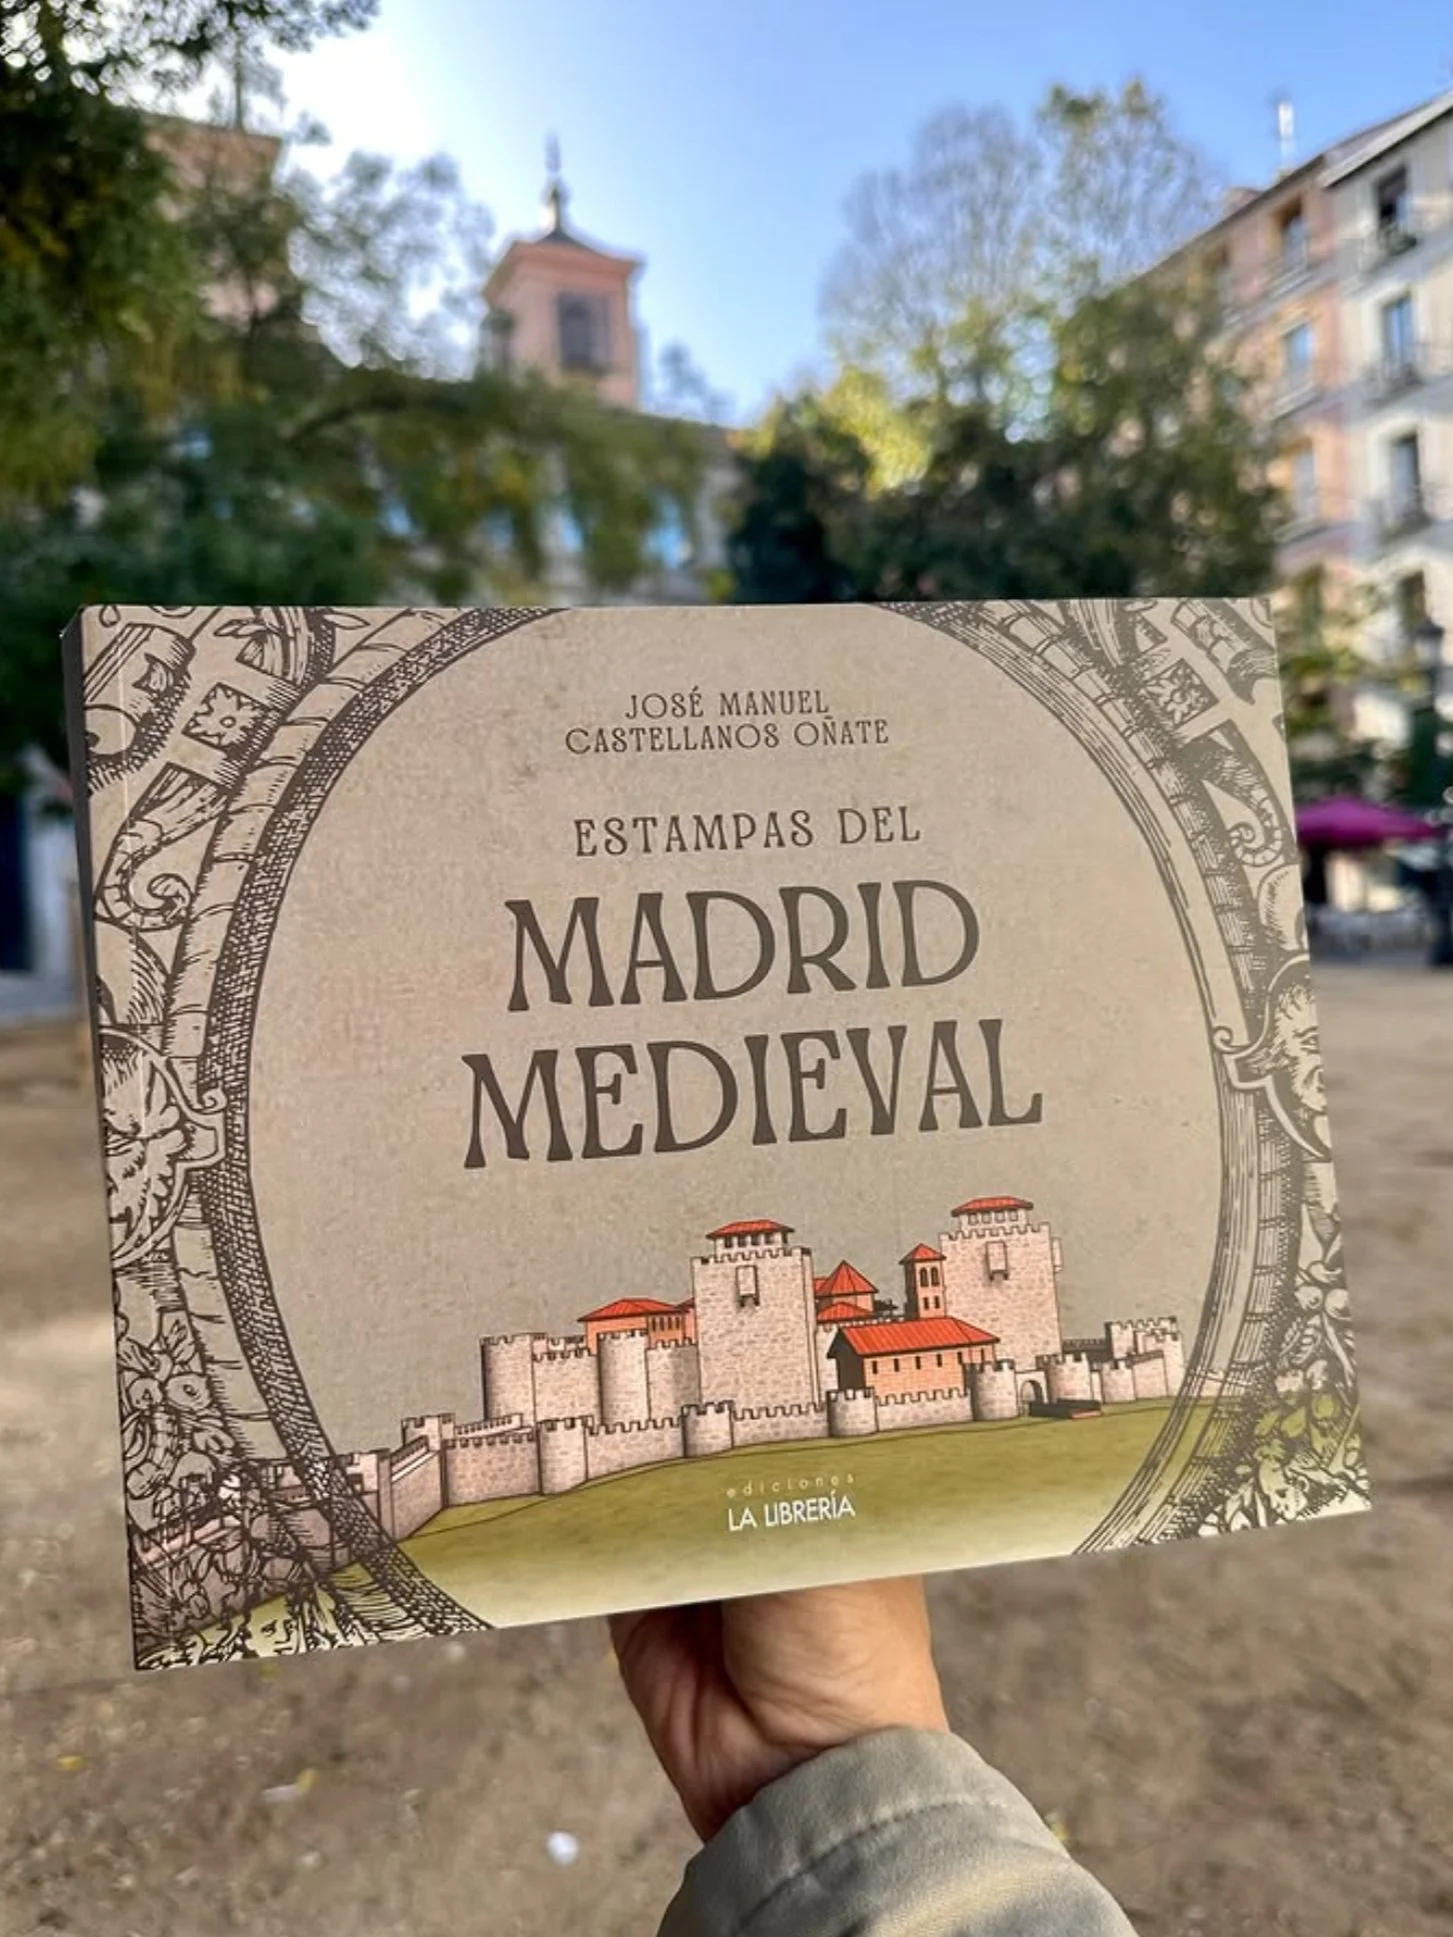 JOSÉ MANUEL
CASTELLANOS OÑATE
ESTAMPAS DEL
MADRID
MEDIEVAL
ediciones
LA LIBRERÍA